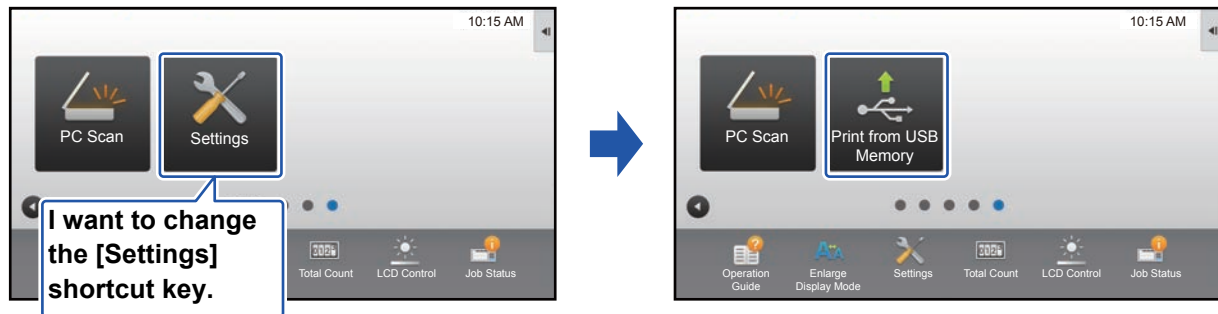 10:15 AM
PC Scan
Settings
I want to change
the [Settings]
shortcut key.
Total Count
LCD Control
Job Status
10:15 AM
PC Scan
Print from USB
Memory
Operation
Guide
Enlarge
Display Mode
Settings
Total Count
LCD Control
Job Status